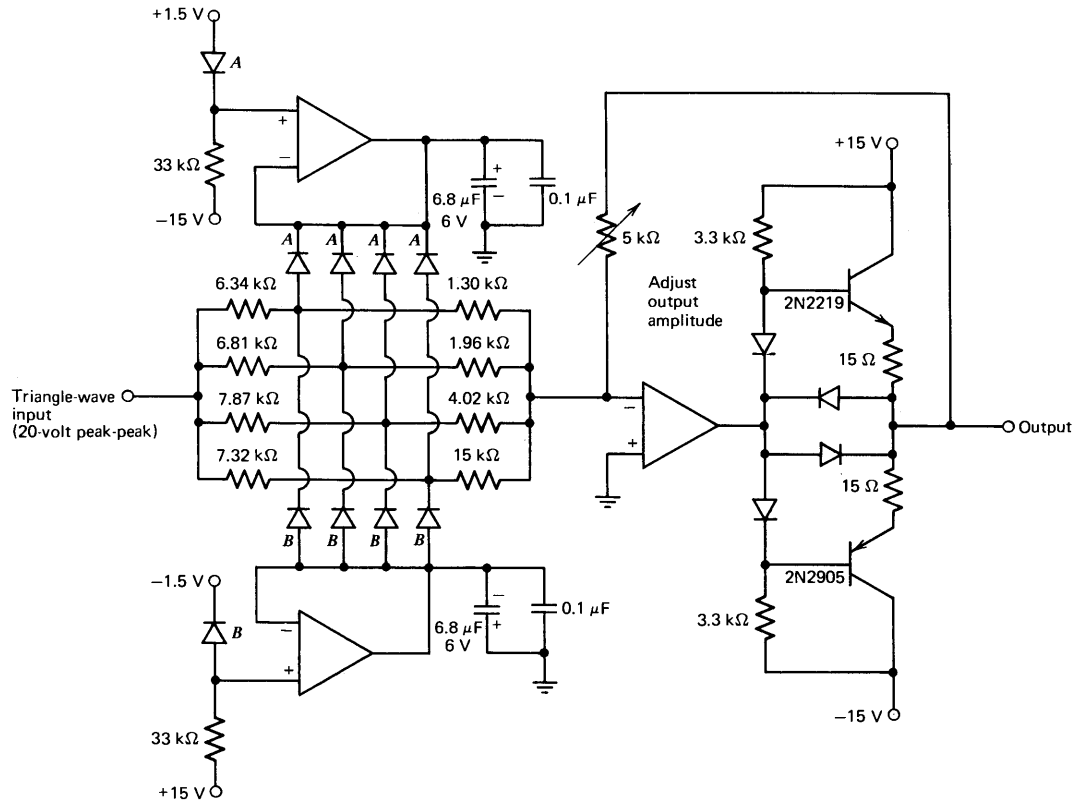 +1.5 V
A
+
−
33 kΩ
−15 V
+
6.8 μF
−
6 V
0.1 μF
A
A
A
A
6.34 kΩ
1.30 kΩ
6.81 kΩ
1.96 kΩ
7.87 kΩ
4.02 kΩ
7.32 kΩ
15 kΩ
Triangle-wave
input
(20-volt peak-peak)
B
B
B
B
−1.5 V
B
−
+
−
6.8 μF
+
6 V
0.1 μF
33 kΩ
+15 V
5 kΩ
Adjust
output
amplitude
−
+
+15 V
3.3 kΩ
2N2219
15 Ω
Output
15 Ω
2N2905
3.3 kΩ
−15 V